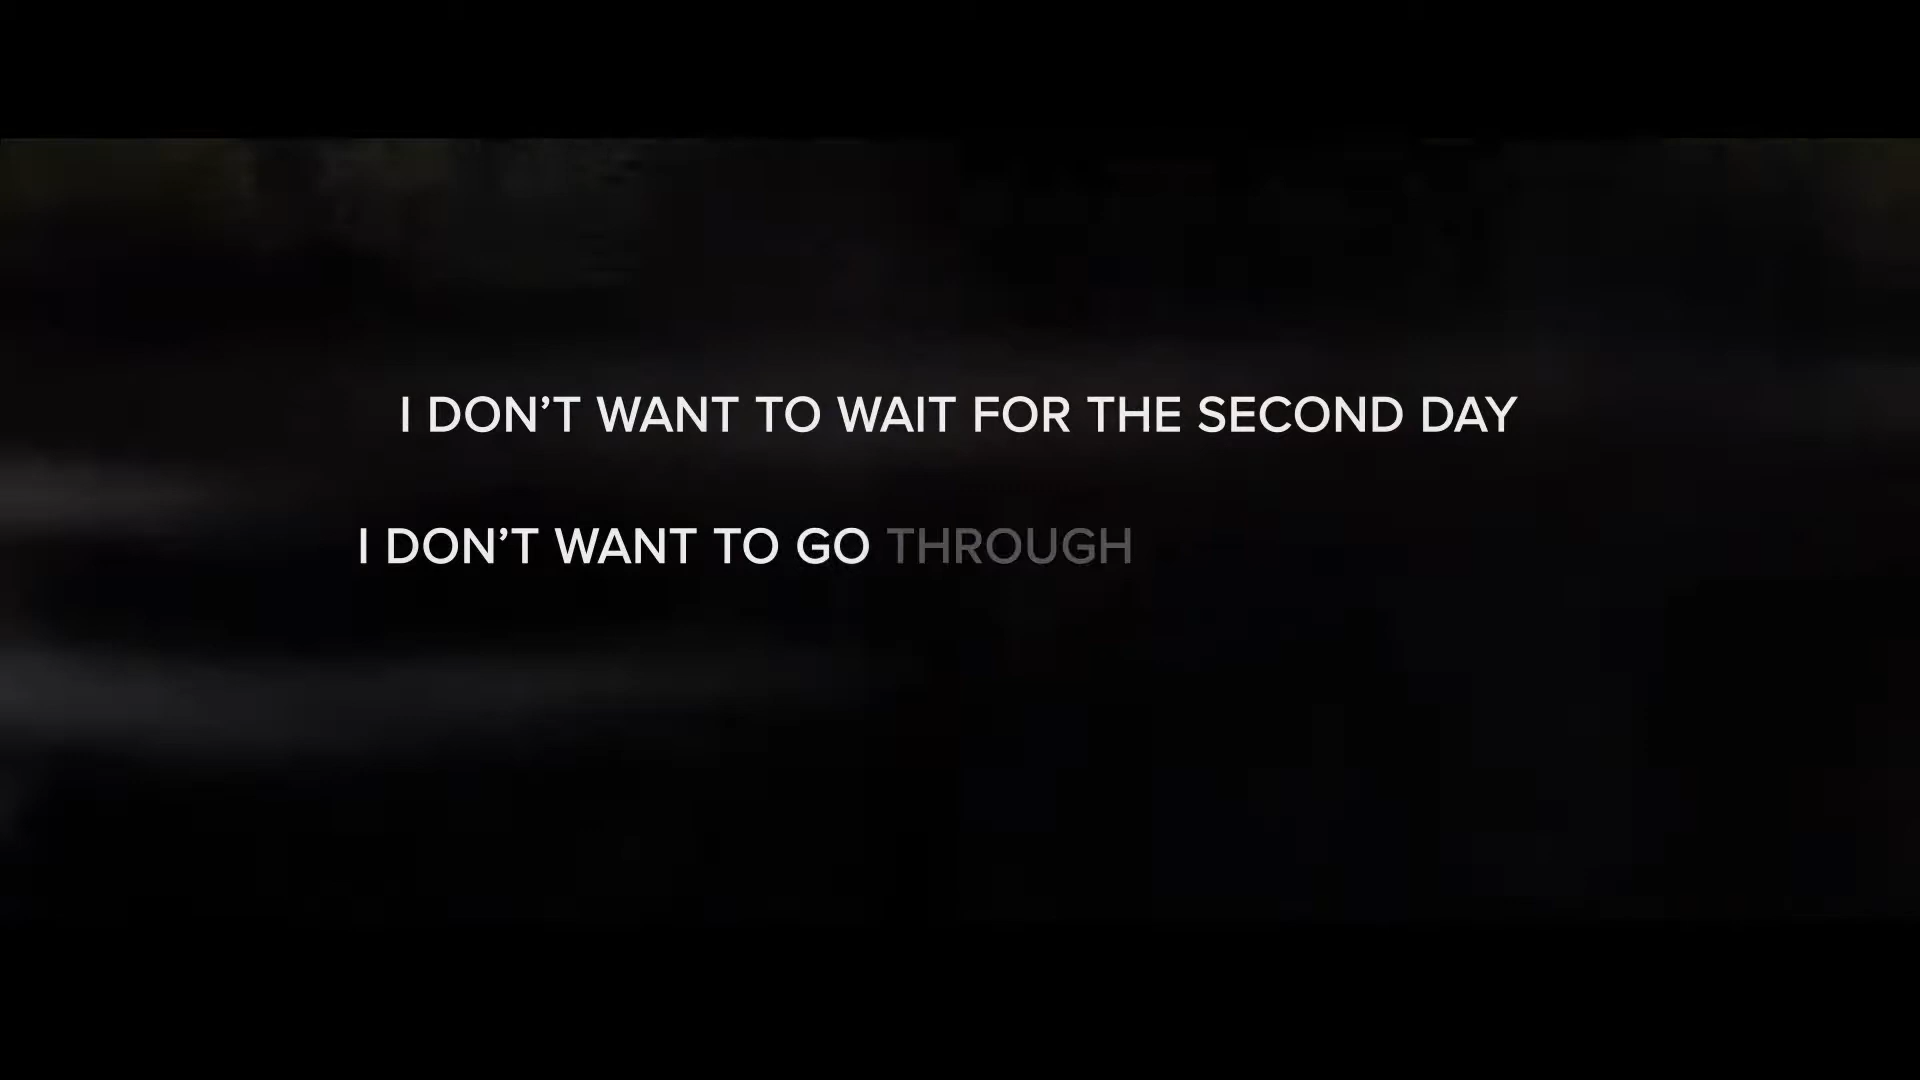 I DON’T WANT TO WAIT FOR THE SECOND DAY
I DON’T WANT TO GO THROUGH